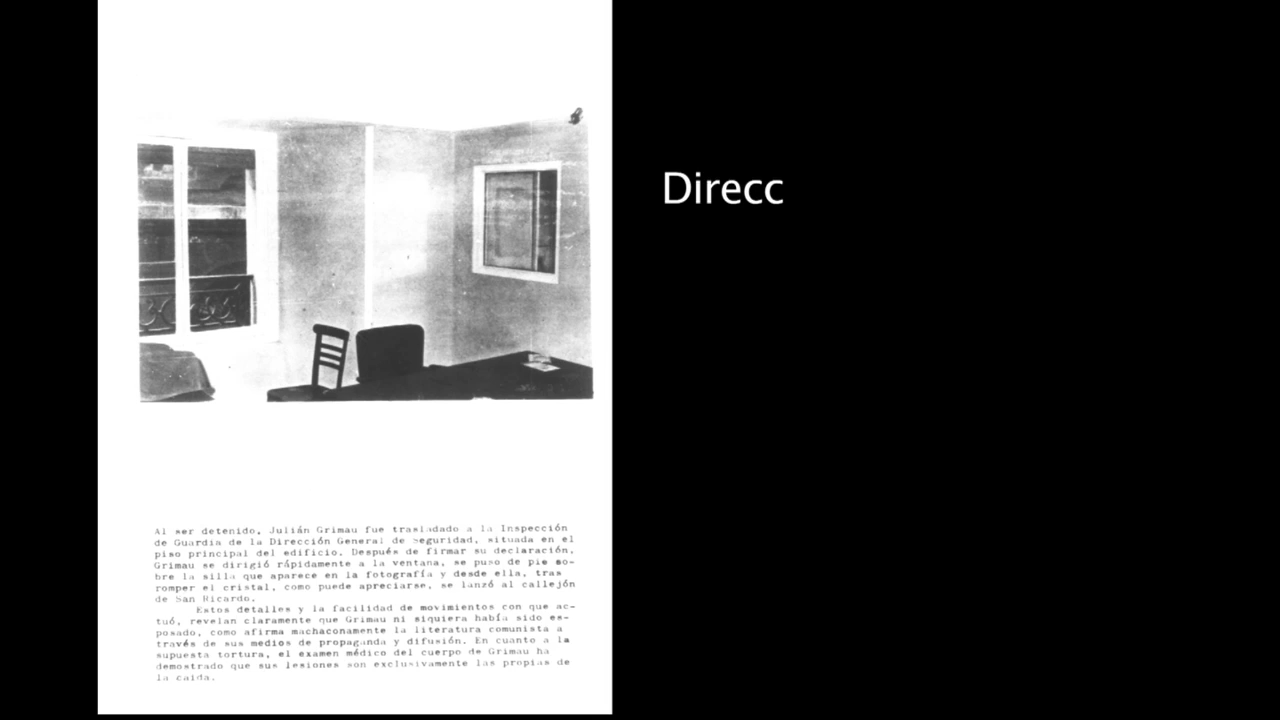 Direcc
Al ser detenido, Julián Grimau fue trasladado a la Inspección
de Guardia de la Dirección General de Seguridad, situada en el
piso principal del edificio. Después de firmar su declaración,
Grimau se dirigió rápidamente a la ventana, se puso de pie so-
bre la silla que aparece en la fotografía y desde ella, tras
romper el cristal, como puede apreciarse, se lanzó al callejón
de San Ricardo.
Estos detalles y la facilidad de movimientos con que ac-
tuó, revelan claramente que Grimau ni siquiera había sido es-
posado, como afirma machaconamente la literatura comunista a
través de sus medios de propaganda y difusión. En cuanto a la
supuesta tortura, el examen médico del cuerpo de Grimau ha
demostrado que sus lesiones son exclusivamente las propias de
la caída.